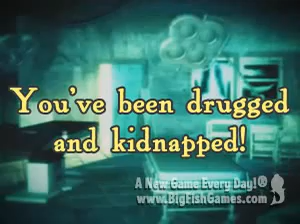 You've been drugged
and kidnapped!
A New Game Every Day!®
www.BigFishGames.com